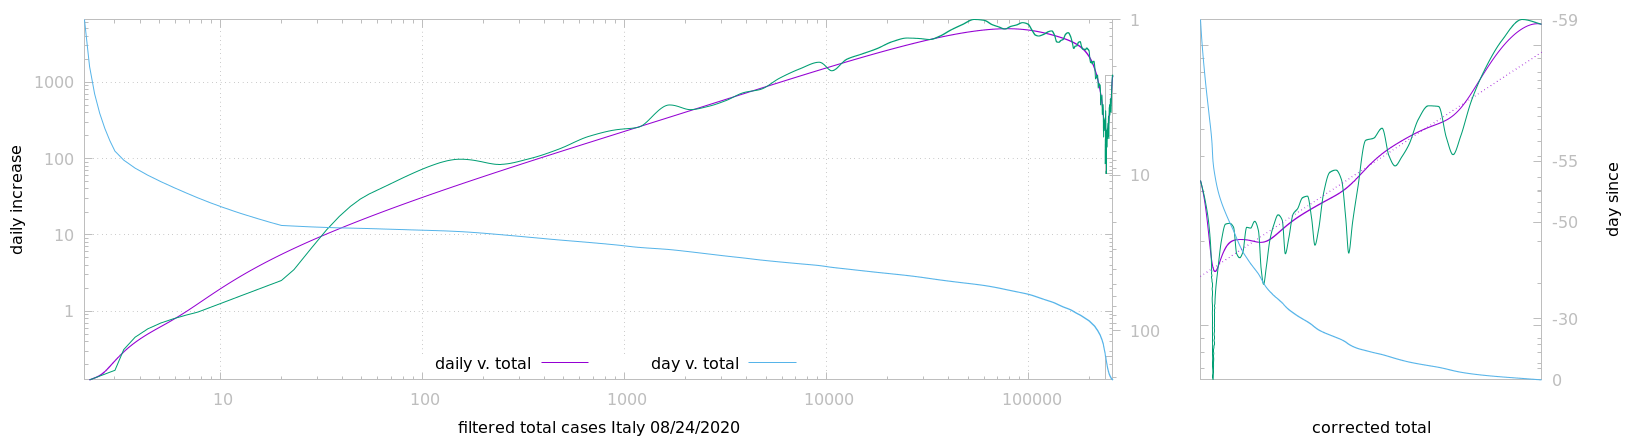 1
-59
1000
100
-55
10
10
-50
1
-30
100
0
daily increase
day since
daily v. total
day v. total
10
100
1000
10000
100000
filtered total cases Italy 08/24/2020
corrected total